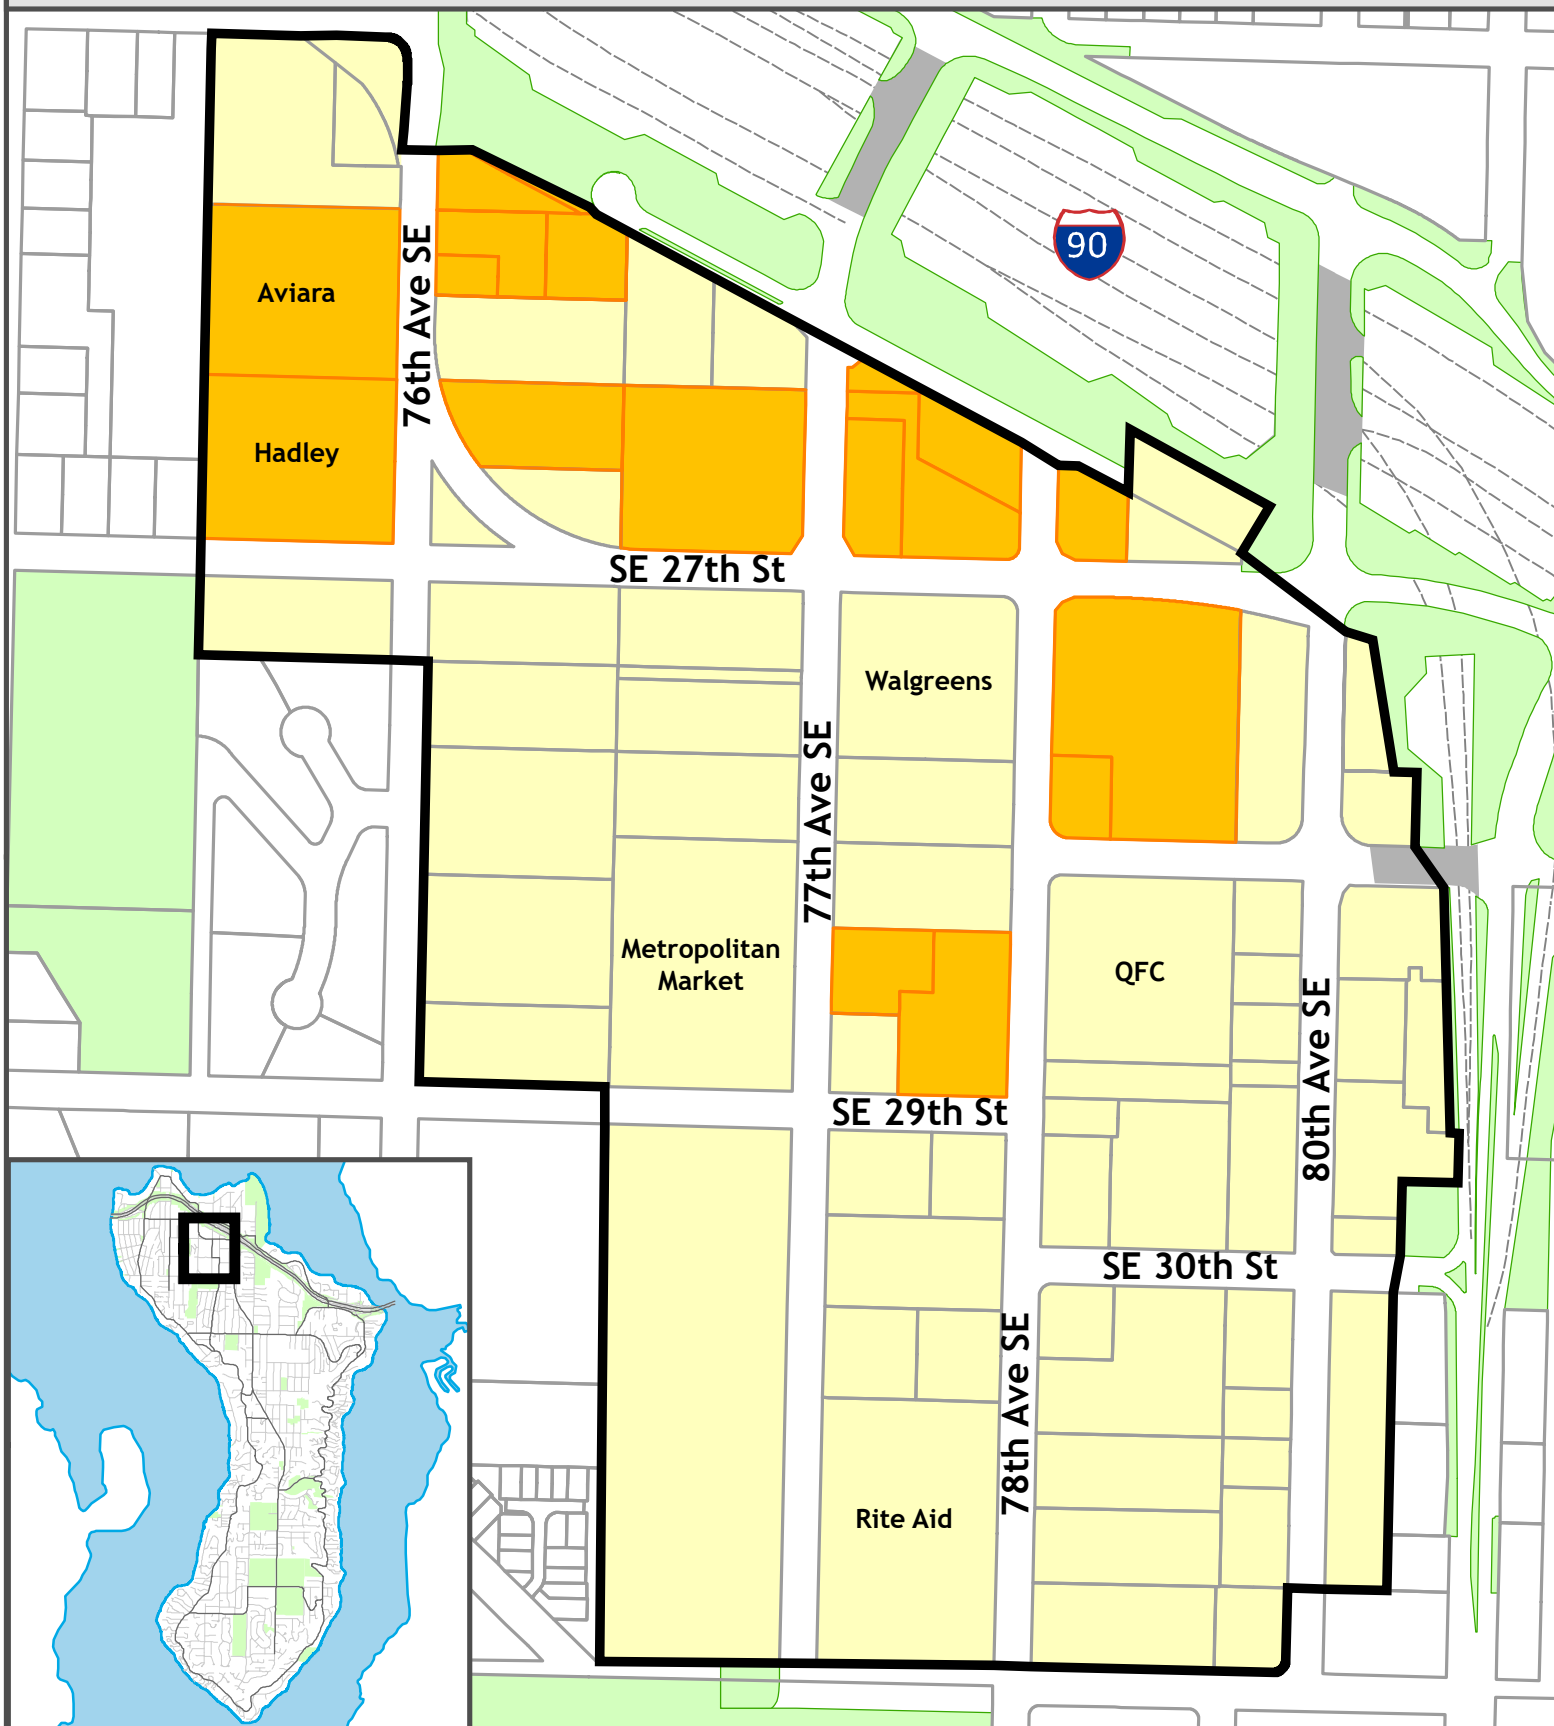 90
Aviara
76th Ave SE
Hadley
SE 27th St
Walgreens
77th Ave SE
Metropolitan
Market
QFC
80th Ave SE
SE 29th St
SE 30th St
78th Ave SE
Rite Aid